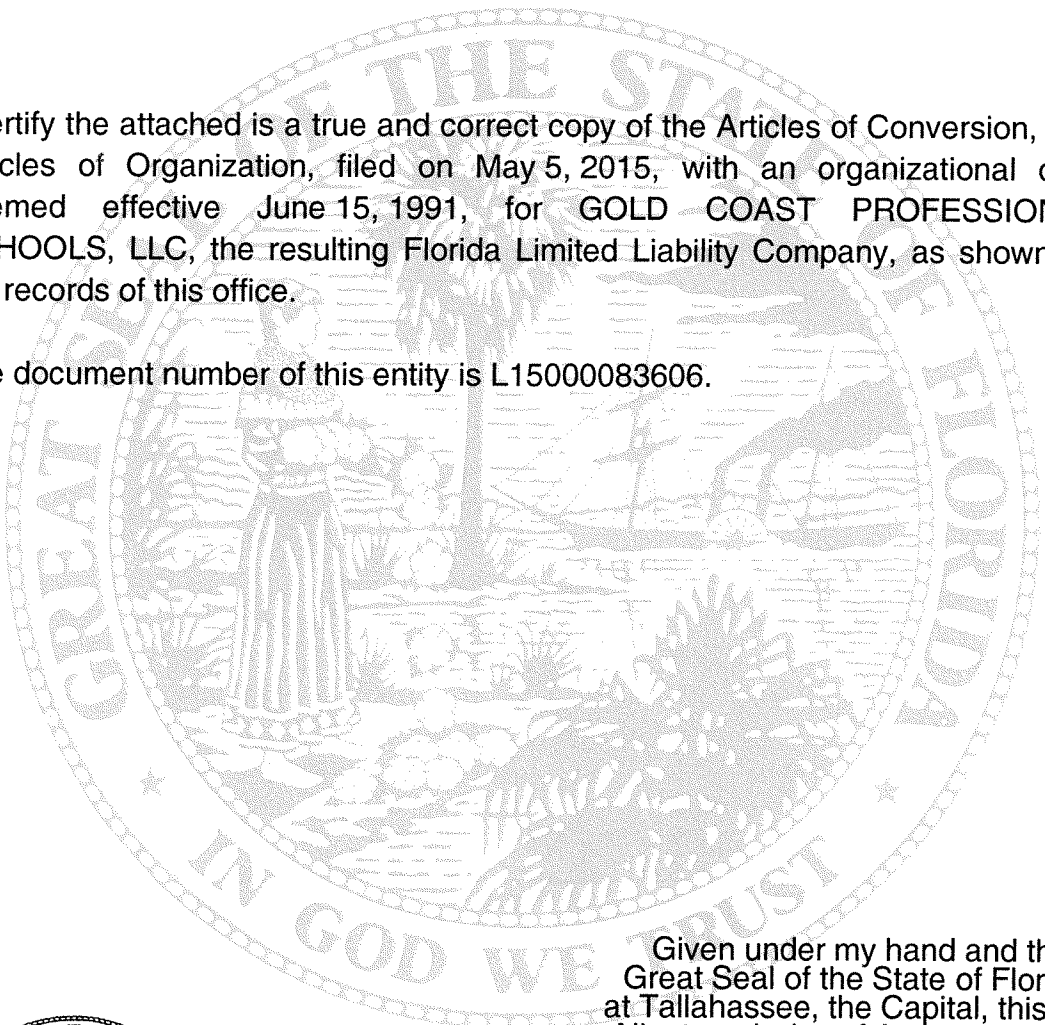 ertify the attached is a true and correct copy of the Articles of Conversion,
cles of Organization, filed on May 5, 2015, with an organizational
emed effective June 15, 1991, for GOLD COAST PROFESSION
HOOLS, LLC, the resulting Florida Limited Liability Company, as shown
records of this office.
e document number of this entity is L15000083606.
GREAT SEAL OF THE STATE OF FLORIDA
IN GOD WE TRUST
Given under my hand and th
Great Seal of the State of Flor
at Tallahassee, the Capital, this